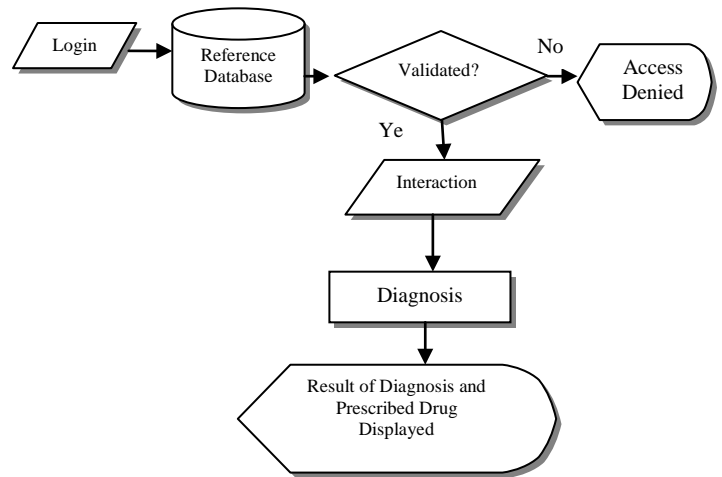 Login
Reference
Database
Validated?
No
Access
Denied
Ye
Interaction
Diagnosis
Result of Diagnosis and
Prescribed Drug
Displayed